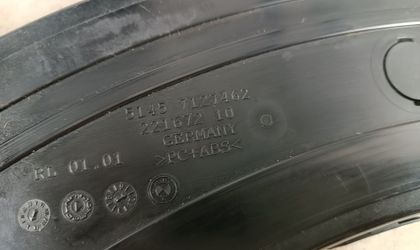 5145 7127462
221672 10
GERMANY
>PC+ABS<
RL 01.01